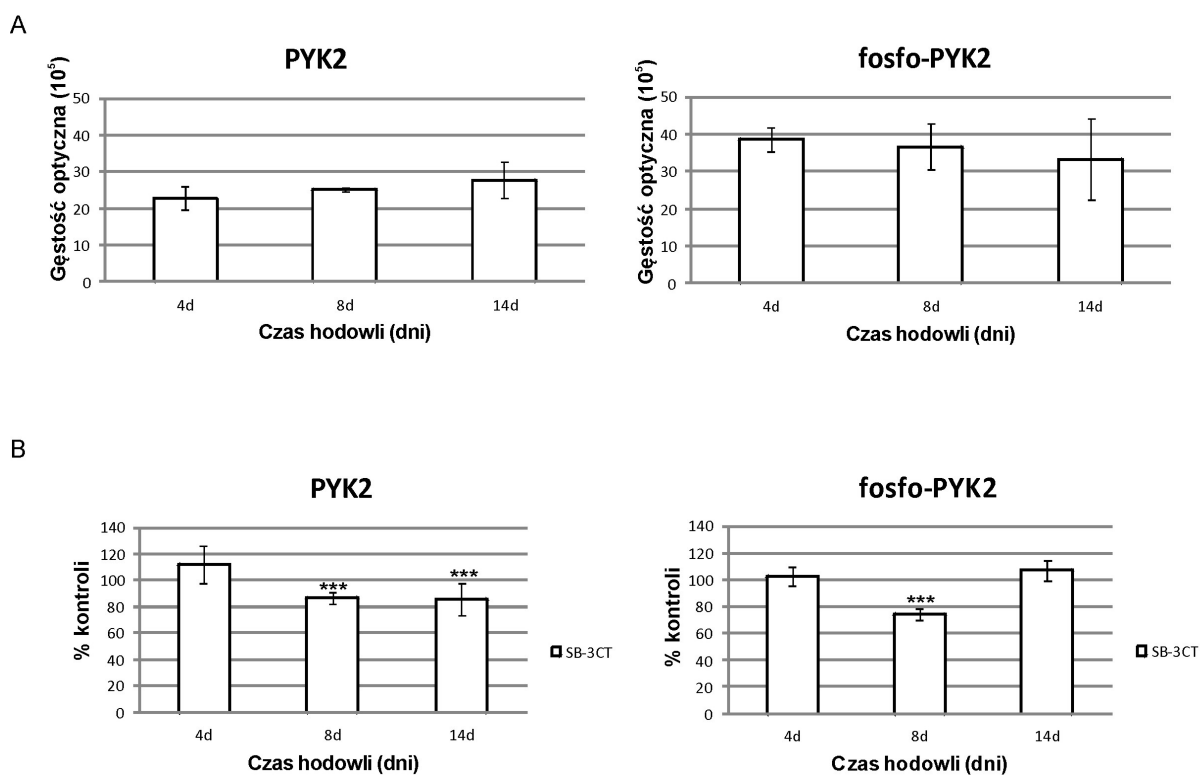 A
PYK2
Gęstość optyczna (10⁵)
50
40
30
20
10
0
4d 8d 14d
Czas hodowli (dni)
fosfo-PYK2
Gęstość optyczna (10⁵)
50
40
30
20
10
0
4d 8d 14d
Czas hodowli (dni)
B
PYK2
% kontroli
140
120
100
80
60
40
20
0
*** ***
4d 8d 14d
Czas hodowli (dni)
SB-3CT
fosfo-PYK2
% kontroli
140
120
100
80
60
40
20
0
***
4d 8d 14d
Czas hodowli (dni)
SB-3CT